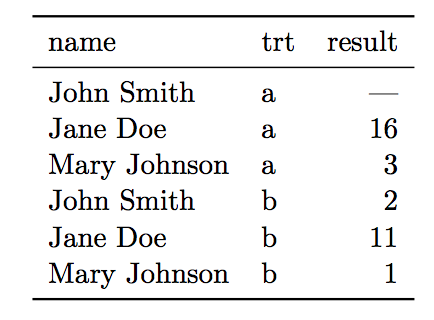 name trt result
John Smith a —
Jane Doe a 16
Mary Johnson a 3
John Smith b 2
Jane Doe b 11
Mary Johnson b 1